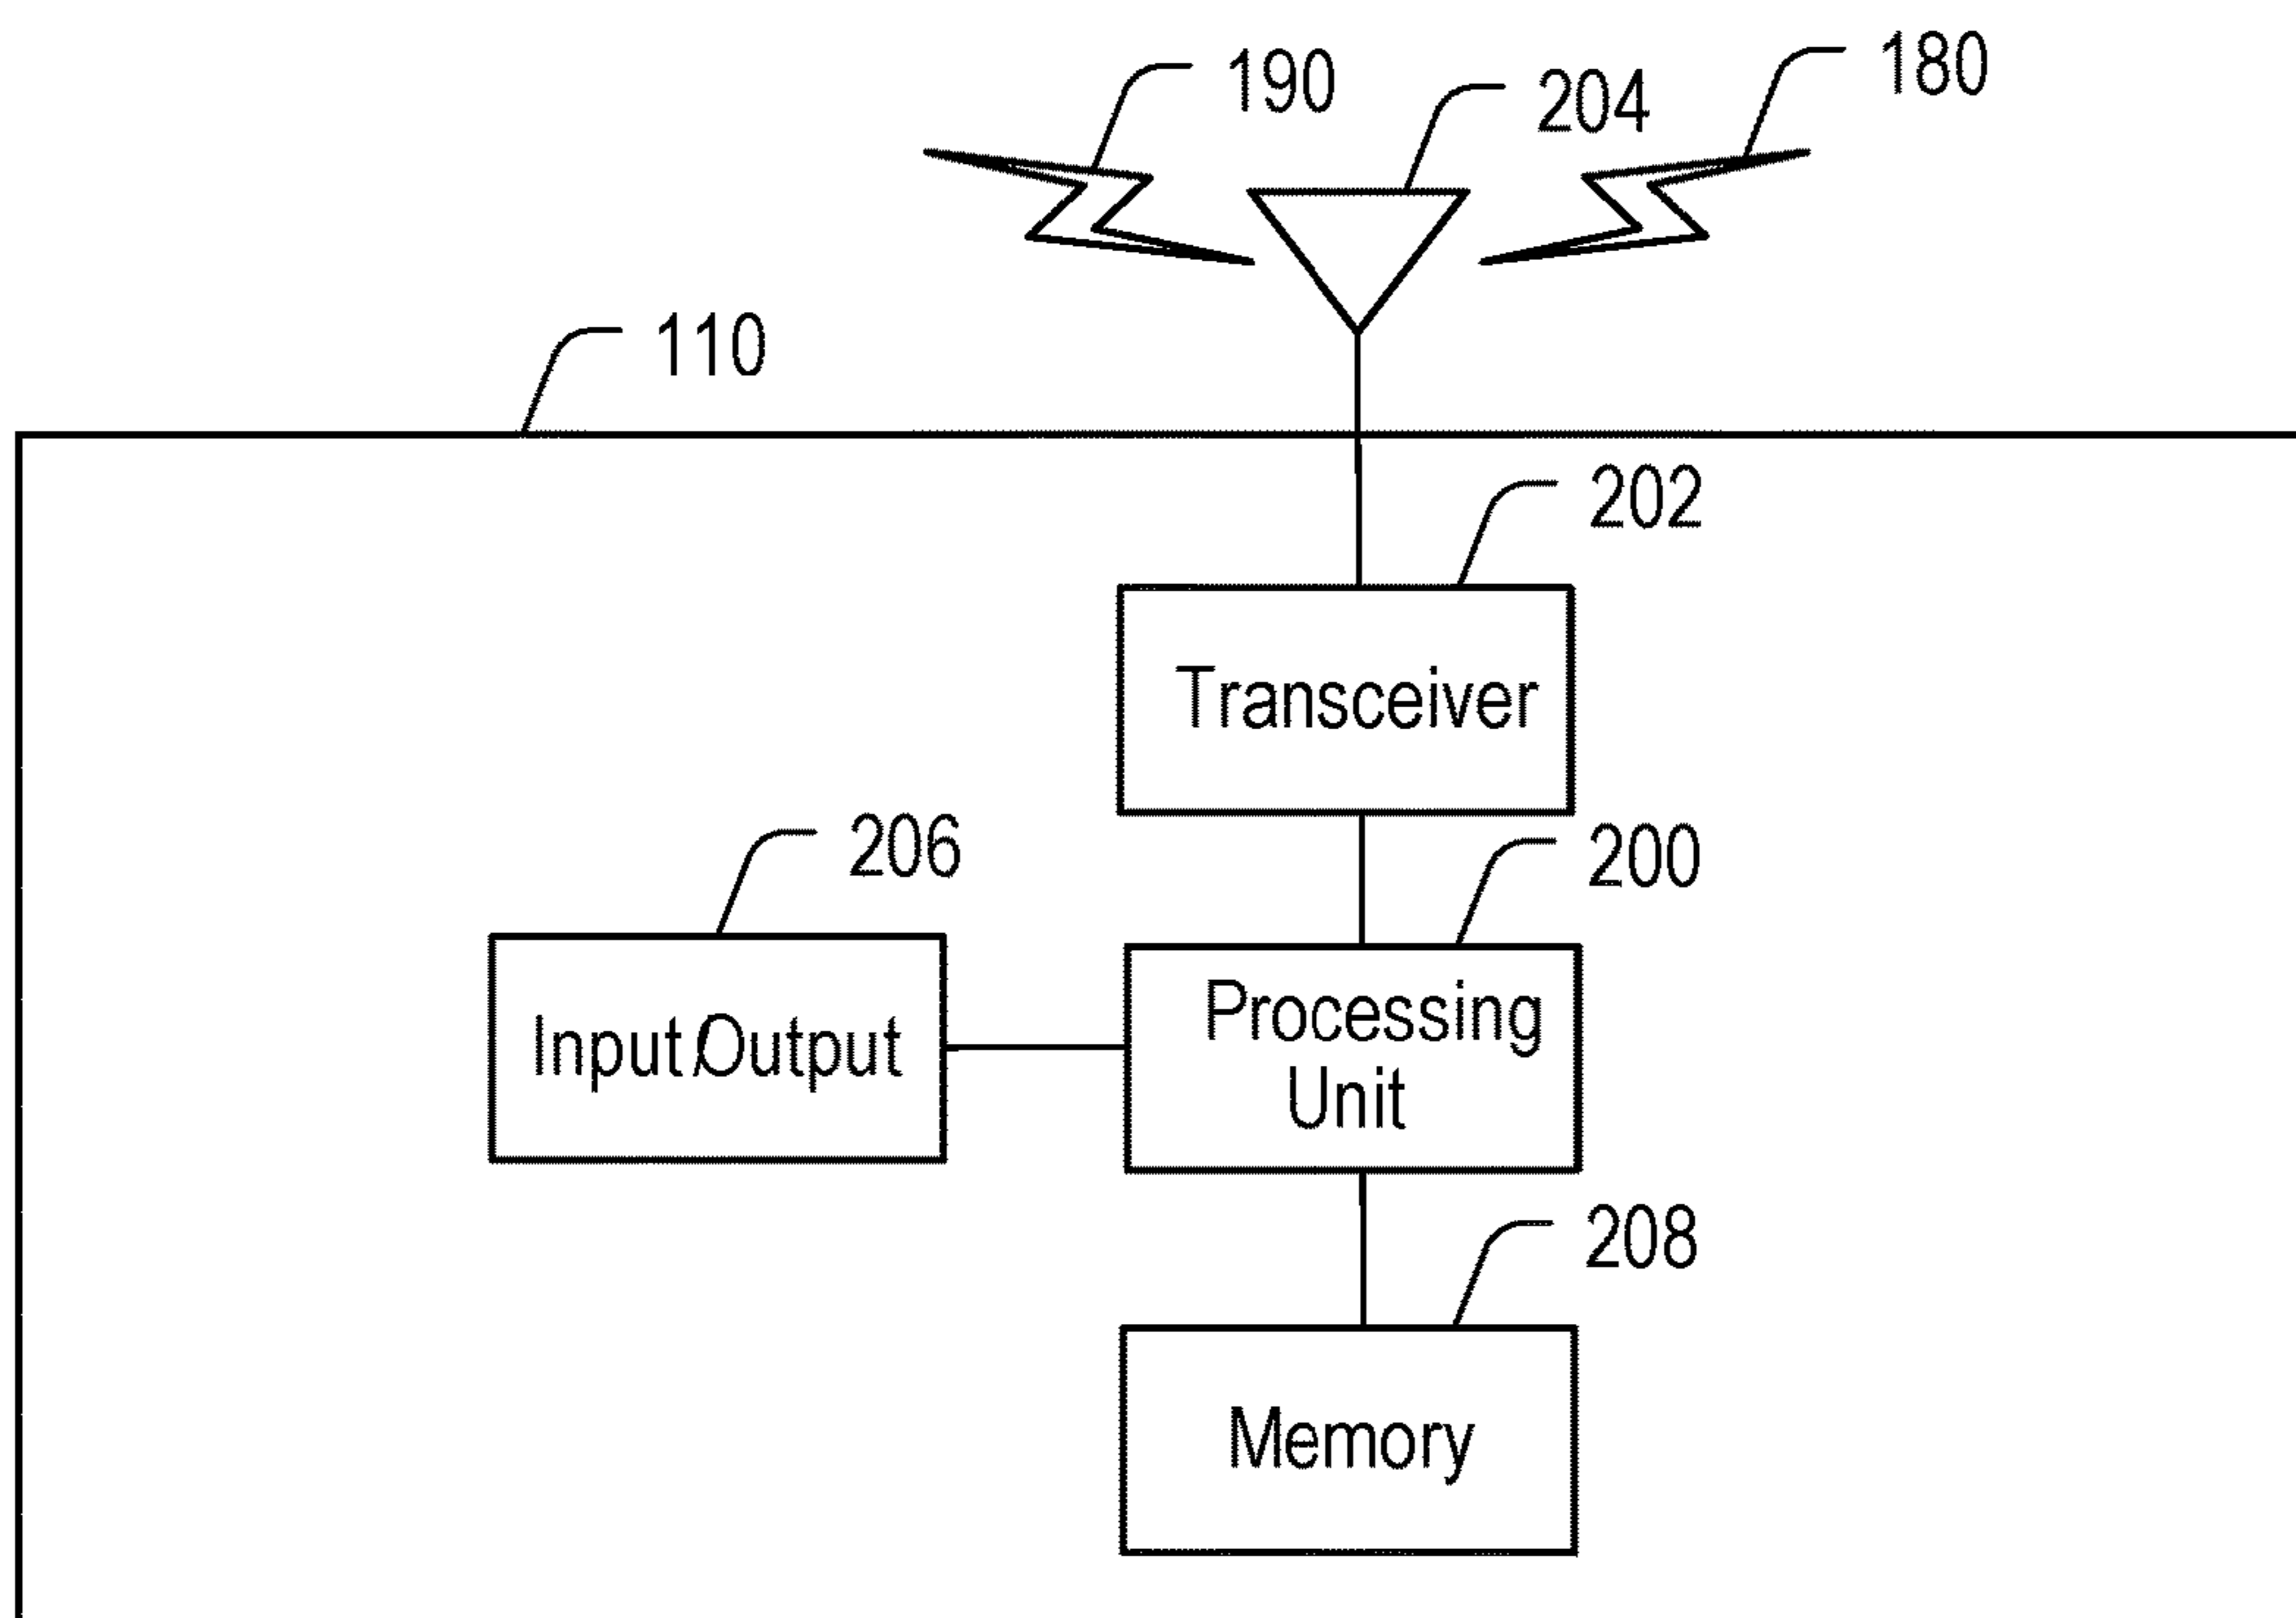 190
204
180
110
202
Transceiver
206
200
Input/Output
Processing
Unit
208
Memory